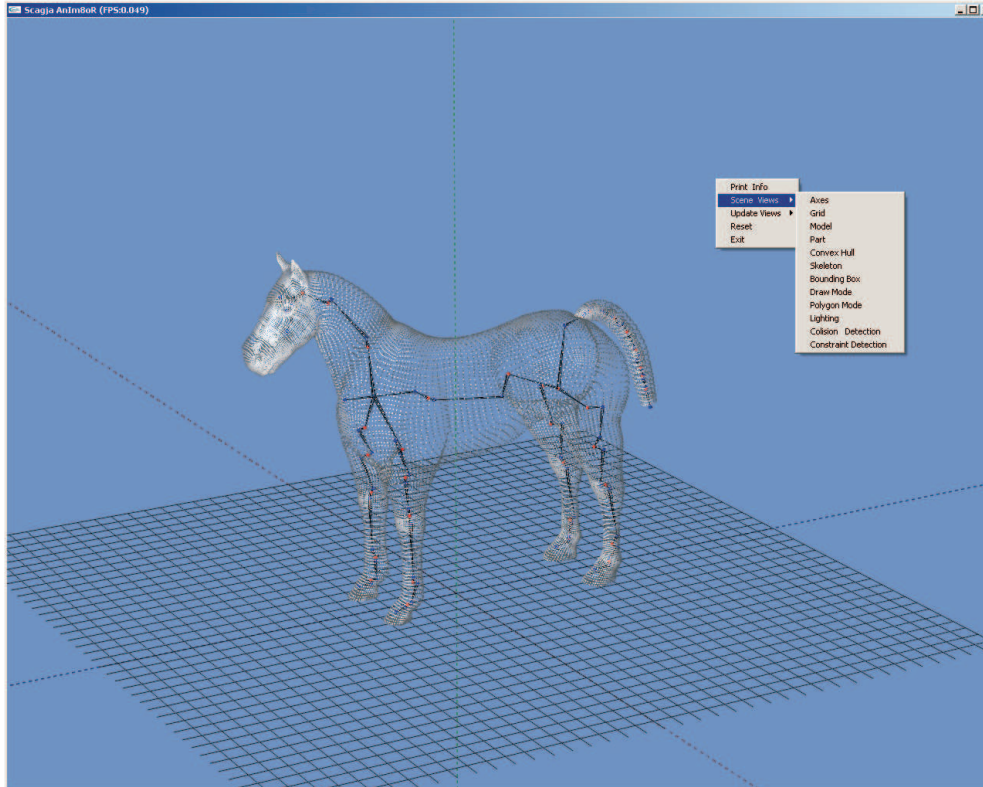 Scagja AnIm8oR (FPS:0.049)
Print Info
Scene Views
Update Views
Reset
Exit
Axes
Grid
Model
Part
Convex Hull
Skeleton
Bounding Box
Draw Mode
Polygon Mode
Lighting
Colision Detection
Constraint Detection